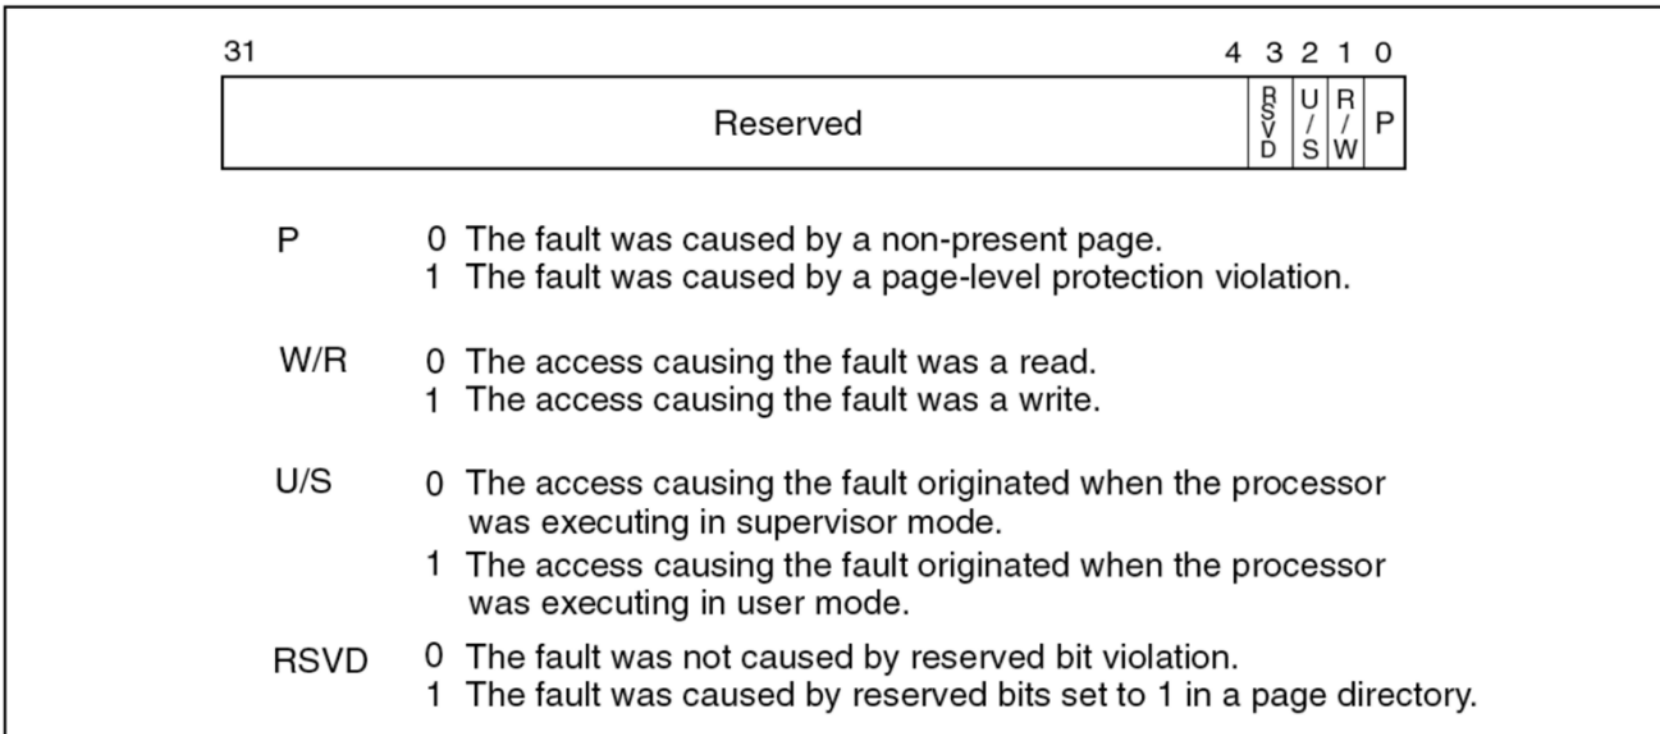 31 4 3 2 1 0
Reserved RSVD U/S R/W P
P 0 The fault was caused by a non-present page.
1 The fault was caused by a page-level protection violation.
W/R 0 The access causing the fault was a read.
1 The access causing the fault was a write.
U/S 0 The access causing the fault originated when the processor
was executing in supervisor mode.
1 The access causing the fault originated when the processor
was executing in user mode.
RSVD 0 The fault was not caused by reserved bit violation.
1 The fault was caused by reserved bits set to 1 in a page directory.